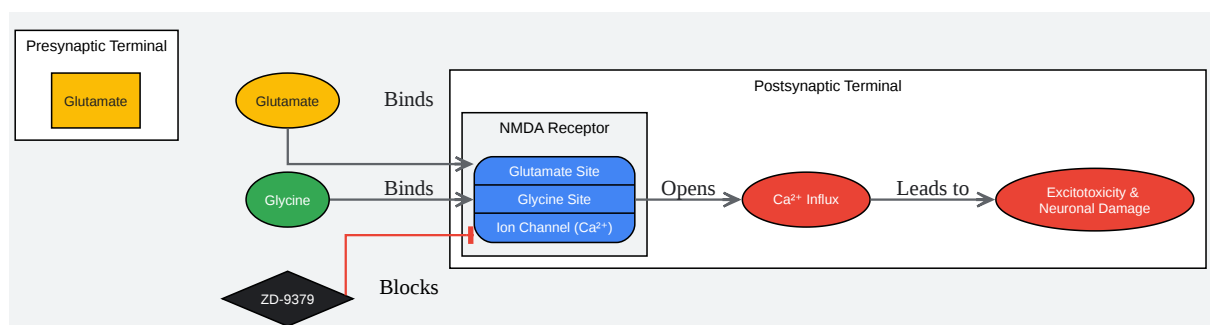 Presynaptic Terminal
Glutamate
Glutamate
Binds
Postsynaptic Terminal
NMDA Receptor
Glutamate Site
Glycine
Binds
Glycine Site
Opens
Ca²⁺ Influx
Leads to
Excitotoxicity &
Neuronal Damage
Ion Channel (Ca²⁺)
ZD-9379
Blocks